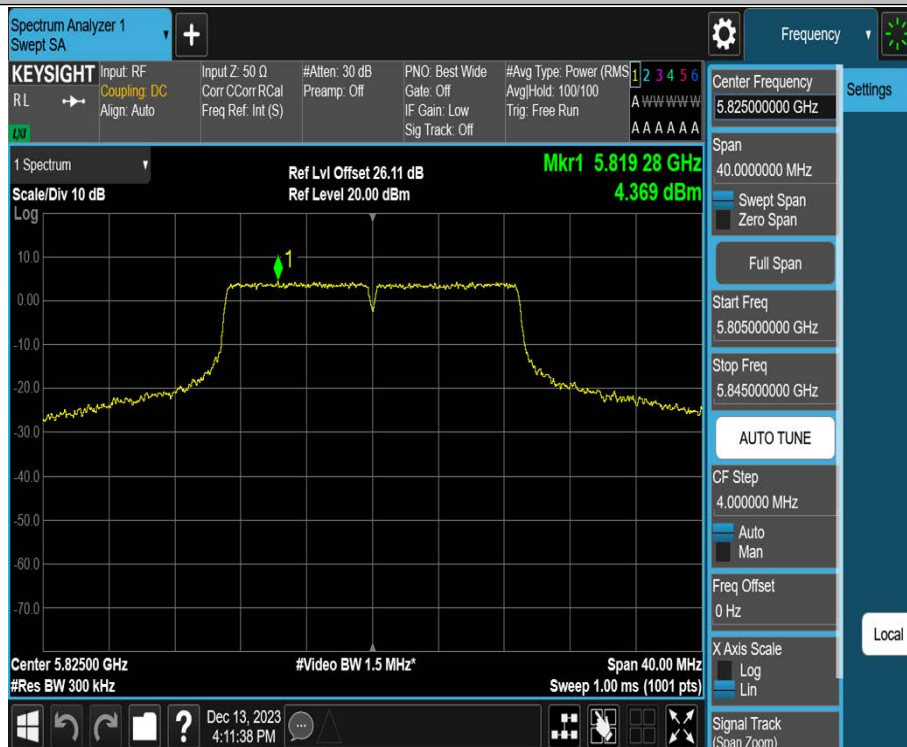 Spectrum Analyzer 1
Swept SA
+
Frequency
KEYSIGHT
RL
LXI
Input: RF
Coupling: DC
Align: Auto
Input Z: 50 Ω
Corr CCorr RCal
Freq Ref: Int (S)
#Atten: 30 dB
Preamp: Off
PNO: Best Wide
Gate: Off
IF Gain: Low
Sig Track: Off
#Avg Type: Power (RMS
Avg|Hold: 100/100
Trig: Free Run
1 2 3 4 5 6
A W W W W W
A A A A A A
1 Spectrum
Scale/Div 10 dB
Log
Ref Lvl Offset 26.11 dB
Ref Level 20.00 dBm
Mkr1 5.819 28 GHz
4.369 dBm
1
10.0
0.00
-10.0
-20.0
-30.0
-40.0
-50.0
-60.0
-70.0
Center 5.82500 GHz
#Res BW 300 kHz
#Video BW 1.5 MHz*
Span 40.00 MHz
Sweep 1.00 ms (1001 pts)
?
Dec 13, 2023
4:11:38 PM
Center Frequency
5.825000000 GHz
Settings
Span
40.0000000 MHz
Swept Span
Zero Span
Full Span
Start Freq
5.805000000 GHz
Stop Freq
5.845000000 GHz
AUTO TUNE
CF Step
4.000000 MHz
Auto
Man
Freq Offset
0 Hz
Local
X Axis Scale
Log
Lin
Signal Track
(Span Zoom)